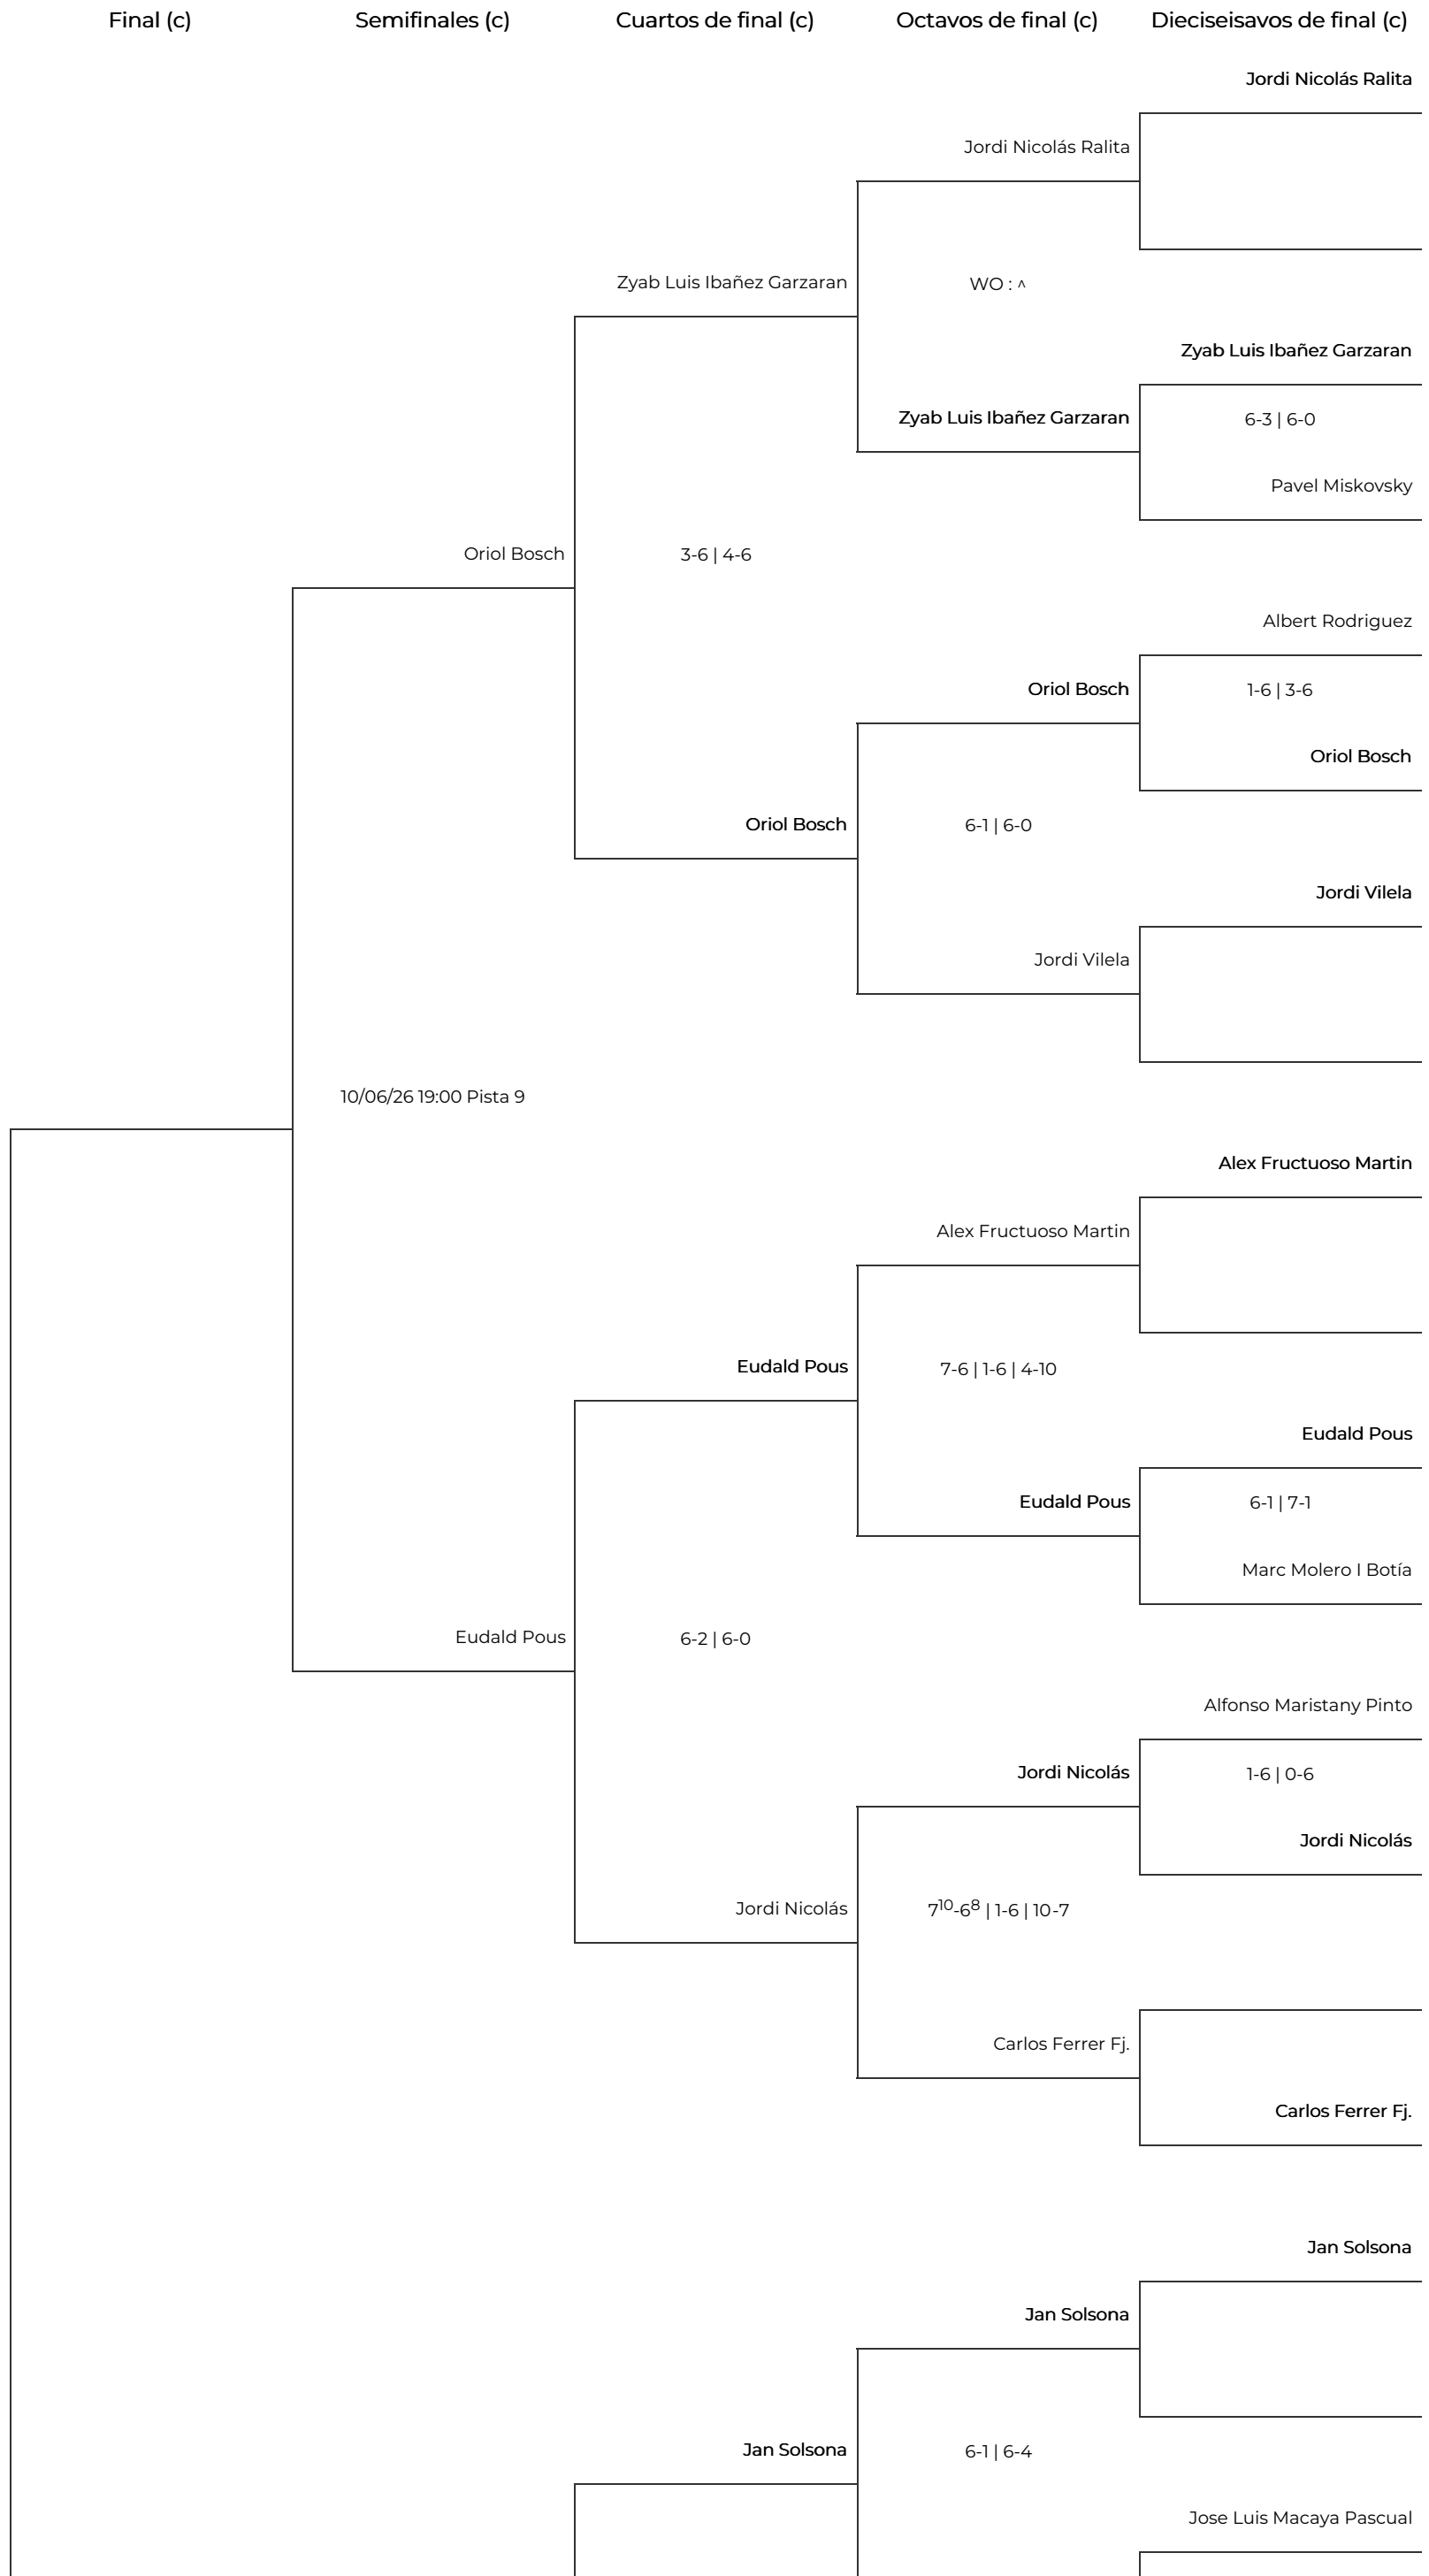 Final (c) Semifinales (c) Cuartos de final (c) Octavos de final (c) Dieciseisavos de final (c)
Jordi Nicolás Ralita
Jordi Nicolás Ralita
Zyab Luis Ibañez Garzaran WO : ^
Zyab Luis Ibañez Garzaran
Zyab Luis Ibañez Garzaran 6-3 | 6-0
Pavel Miskovsky
Oriol Bosch 3-6 | 4-6
Albert Rodriguez
Oriol Bosch 1-6 | 3-6
Oriol Bosch
Oriol Bosch 6-1 | 6-0
Jordi Vilela
Jordi Vilela
10/06/26 19:00 Pista 9
Alex Fructuoso Martin
Alex Fructuoso Martin
Eudald Pous 7-6 | 1-6 | 4-10
Eudald Pous
Eudald Pous 6-1 | 7-1
Marc Molero I Botía
Eudald Pous 6-2 | 6-0
Alfonso Maristany Pinto
Jordi Nicolás 1-6 | 0-6
Jordi Nicolás
Jordi Nicolás 7¹⁰-6⁸ | 1-6 | 10-7
Carlos Ferrer Fj.
Carlos Ferrer Fj.
Jan Solsona
Jan Solsona
Jan Solsona 6-1 | 6-4
Jose Luis Macaya Pascual